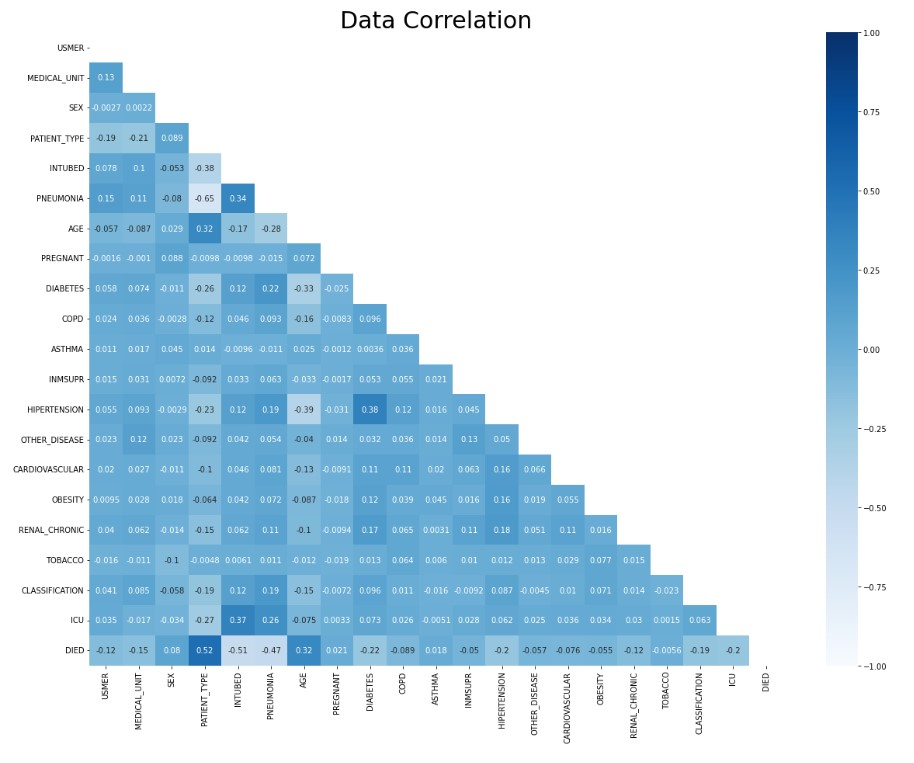 Data Correlation
USMER
MEDICAL_UNIT 0.13
SEX -0.0027 0.0022
PATIENT_TYPE -0.19 -0.21 0.089
INTUBED 0.078 0.1 -0.053 -0.38
PNEUMONIA 0.15 0.11 -0.08 -0.65 0.34
AGE -0.057 -0.087 0.029 0.32 -0.17 -0.28
PREGNANT -0.0016 -0.001 0.088 -0.0098 -0.0098 -0.015 0.072
DIABETES 0.058 0.074 -0.011 -0.26 0.12 0.22 -0.33 -0.025
COPD 0.024 0.036 -0.0028 -0.12 0.046 0.093 -0.16 -0.0083 0.096
ASTHMA 0.011 0.017 0.045 0.014 -0.0096 -0.011 0.025 -0.0012 0.0036 0.036
INMSUPR 0.015 0.031 0.0072 -0.092 0.033 0.063 -0.033 -0.0017 0.053 0.055 0.021
HIPERTENSION 0.055 0.093 -0.0029 -0.23 0.12 0.19 -0.39 -0.031 0.38 0.12 0.016 0.045
OTHER_DISEASE 0.023 0.12 0.023 -0.092 0.042 0.054 -0.04 0.014 0.032 0.036 0.014 0.13 0.05
CARDIOVASCULAR 0.02 0.027 -0.011 -0.1 0.046 0.081 -0.13 -0.0091 0.11 0.11 0.02 0.063 0.16 0.066
OBESITY 0.0095 0.028 0.018 -0.064 0.042 0.072 -0.087 -0.018 0.12 0.039 0.045 0.016 0.16 0.019 0.055
RENAL_CHRONIC 0.04 0.062 -0.014 -0.15 0.062 0.11 -0.1 -0.0094 0.17 0.065 0.0031 0.11 0.18 0.051 0.11 0.016
TOBACCO -0.016 -0.011 -0.1 -0.0048 0.0061 0.011 -0.012 -0.019 0.013 0.064 0.006 0.01 0.012 0.013 0.029 0.077 0.015
CLASSIFICATION 0.041 0.085 -0.058 -0.19 0.12 0.19 -0.15 -0.0072 0.096 0.011 -0.016 -0.0092 0.087 -0.0045 0.01 0.071 0.014 -0.023
ICU 0.035 -0.017 -0.034 -0.27 0.37 0.26 -0.075 0.0033 0.073 0.026 -0.0051 0.028 0.062 0.025 0.036 0.034 0.03 0.0015 0.063
DIED -0.12 -0.15 0.08 0.52 -0.51 -0.47 0.32 0.021 -0.22 -0.089 0.018 -0.05 -0.2 -0.057 -0.076 -0.055 -0.12 -0.0056 -0.19 -0.2
USMER MEDICAL_UNIT SEX PATIENT_TYPE INTUBED PNEUMONIA AGE PREGNANT DIABETES COPD ASTHMA INMSUPR HIPERTENSION OTHER_DISEASE CARDIOVASCULAR OBESITY RENAL_CHRONIC TOBACCO CLASSIFICATION ICU DIED
1.00
0.75
0.50
0.25
0.00
-0.25
-0.50
-0.75
-1.00